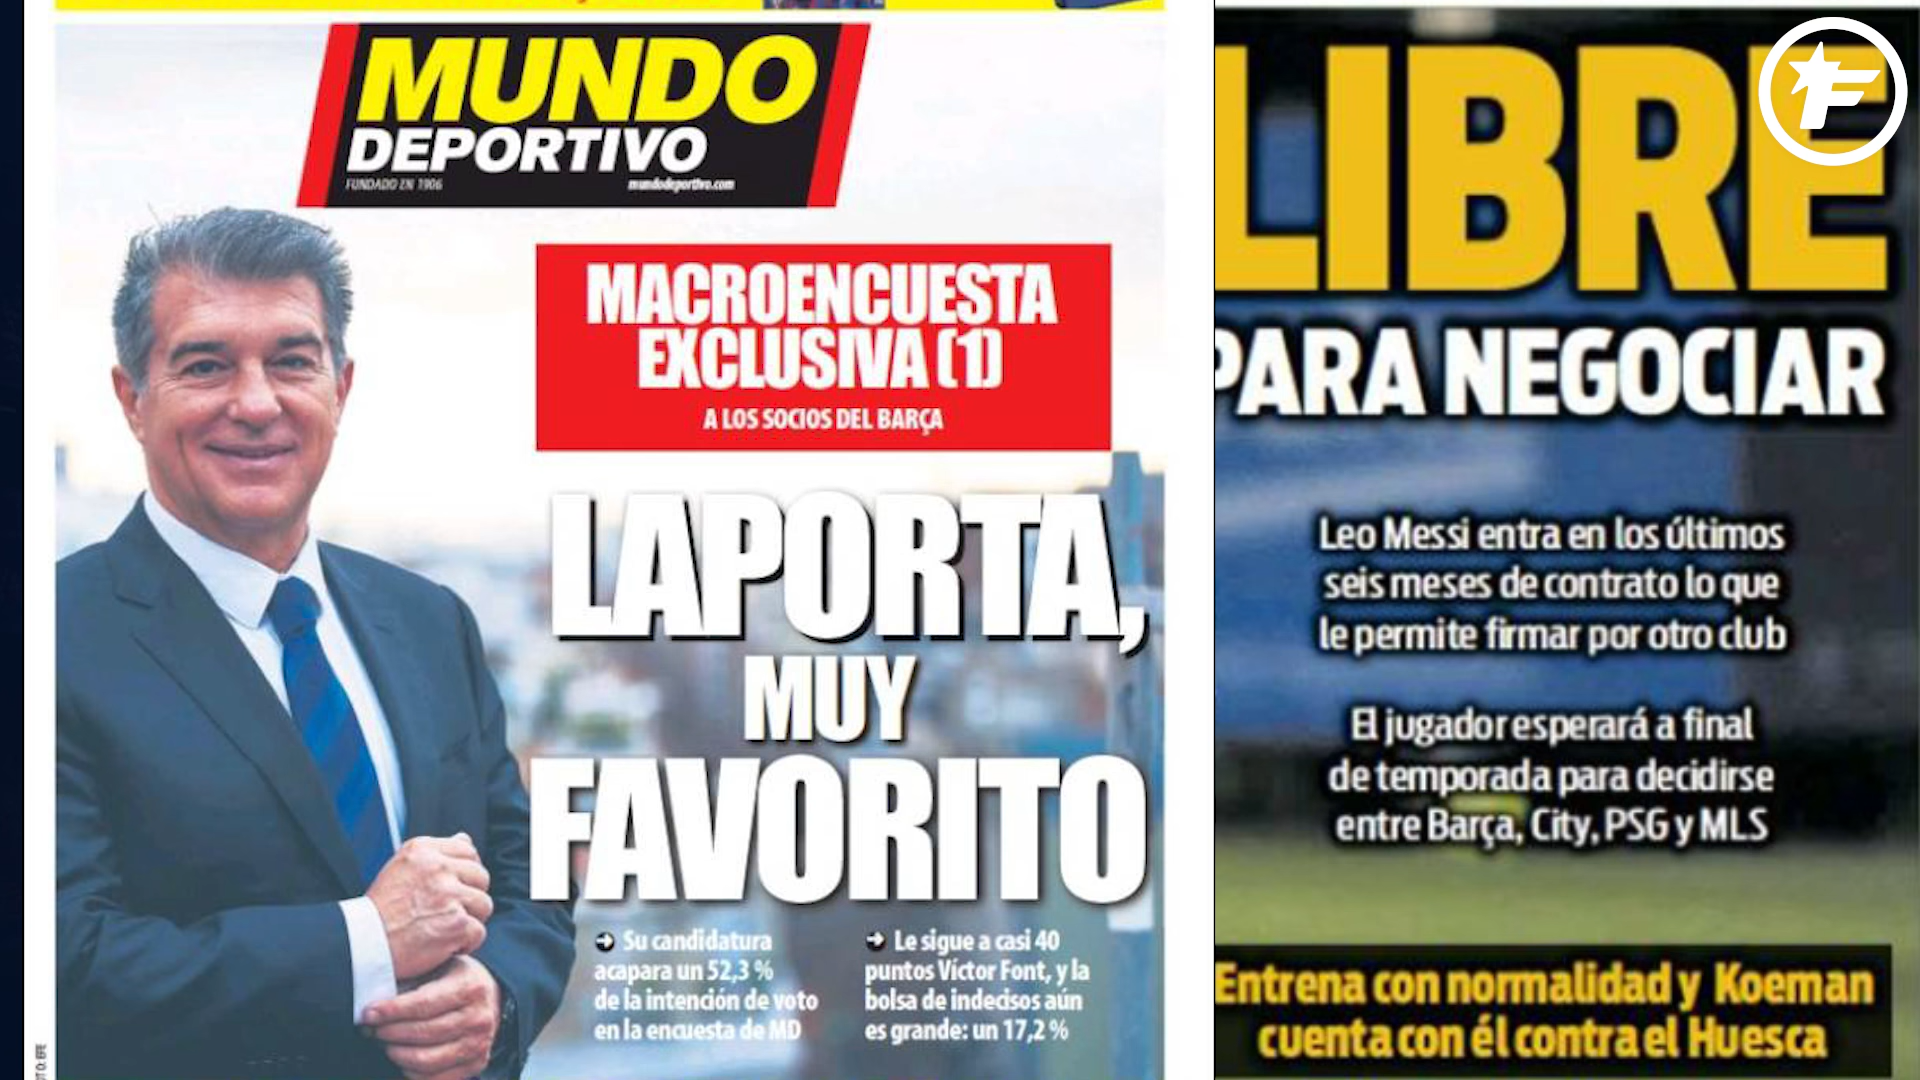 MUNDO
DEPORTIVO
FUNDADO EN 1906
mundodeportivo.com
MACROENCUESTA
EXCLUSIVA (1)
A LOS SOCIOS DEL BARÇA
LAPORTA,
MUY
FAVORITO
Su candidatura
acapara un 52,3 %
de la intención de voto
en la encuesta de MD
Le sigue a casi 40
puntos Víctor Font, y la
bolsa de indecisos aún
es grande: un 17,2 %
LIBRE
PARA NEGOCIAR
Leo Messi entra en los últimos
seis meses de contrato lo que
le permite firmar por otro club
El jugador esperará a final
de temporada para decidirse
entre Barça, City, PSG y MLS
Entrena con normalidad y Koeman
cuenta con él contra el Huesca
F